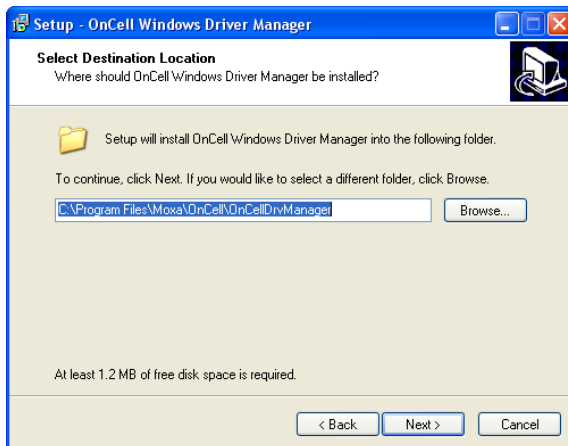 Setup - OnCell Windows Driver Manager
Select Destination Location
Where should OnCell Windows Driver Manager be installed?
Setup will install OnCell Windows Driver Manager into the following folder.
To continue, click Next. If you would like to select a different folder, click Browse.
C:\Program Files\Moxa\OnCell\OnCellDrvManager
Browse...
At least 1.2 MB of free disk space is required.
< Back
Next >
Cancel